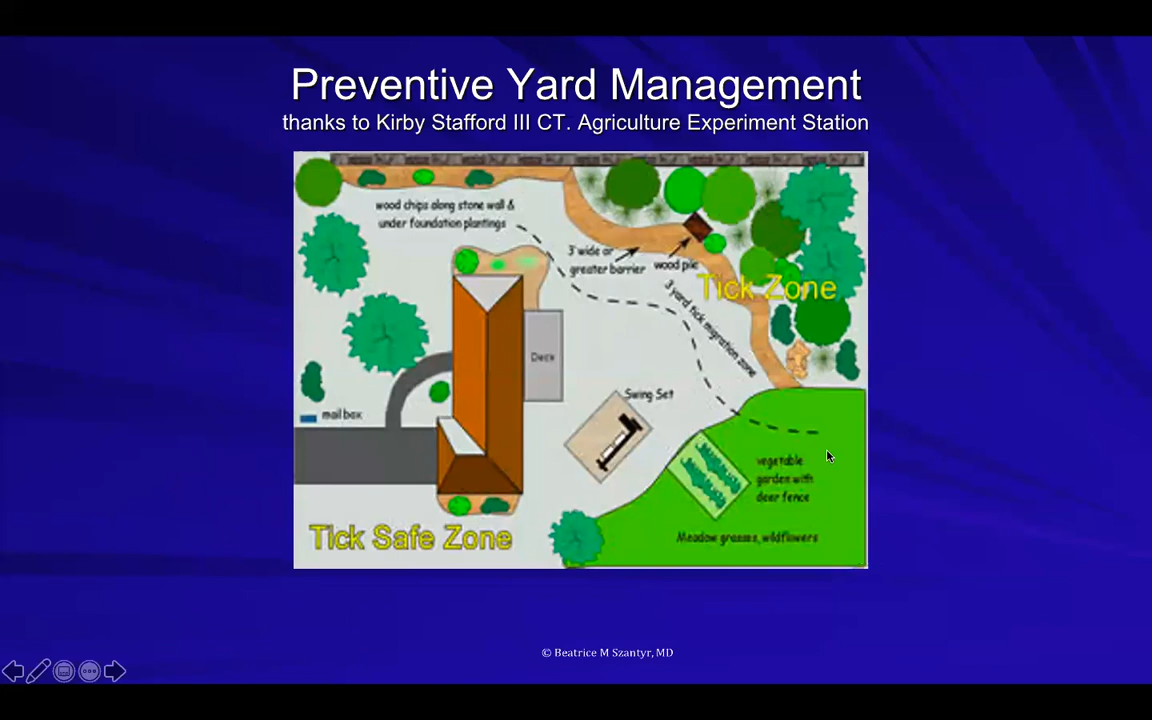 Preventive Yard Management
thanks to Kirby Stafford III CT. Agriculture Experiment Station
wood chips along stone wall &
under foundation plantings
3' wide or
greater barrier
wood pile
Tick Zone
3 yard tick migration zone
Deck
Swing Set
mail box
vegetable
garden with
deer fence
Tick Safe Zone
Meadow grasses, wildflowers
© Beatrice M Szantyr, MD